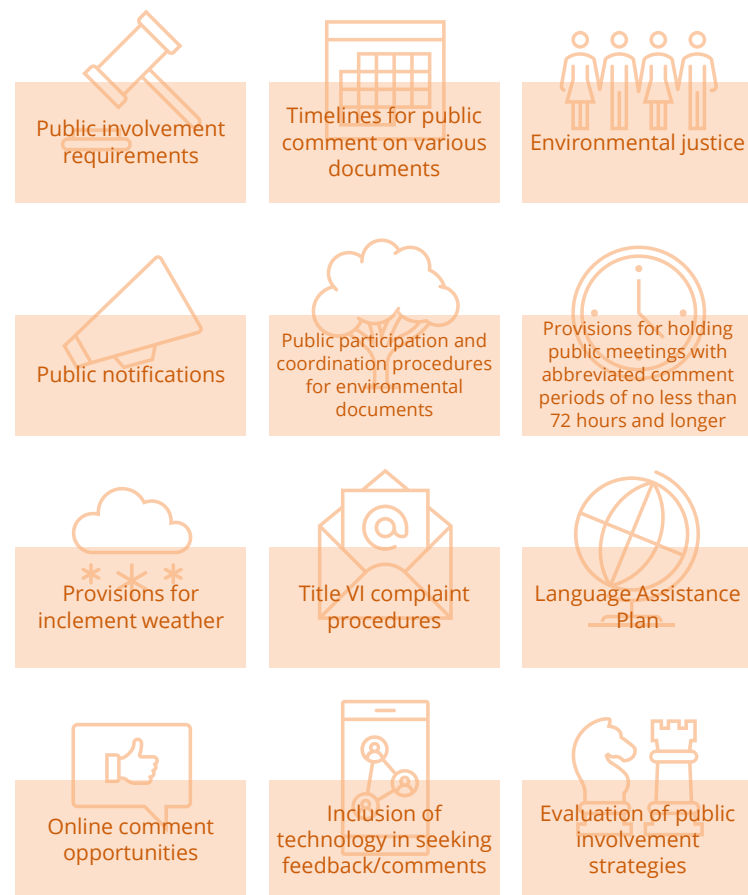 Public involvement
requirements
Timelines for public
comment on various
documents
Environmental justice
Public notifications
Public participation and
coordination procedures
for environmental
documents
Provisions for holding
public meetings with
abbreviated comment
periods of no less than
72 hours and longer
Provisions for
inclement weather
Title VI complaint
procedures
Language Assistance
Plan
Online comment
opportunities
Inclusion of
technology in seeking
feedback/comments
Evaluation of public
involvement
strategies